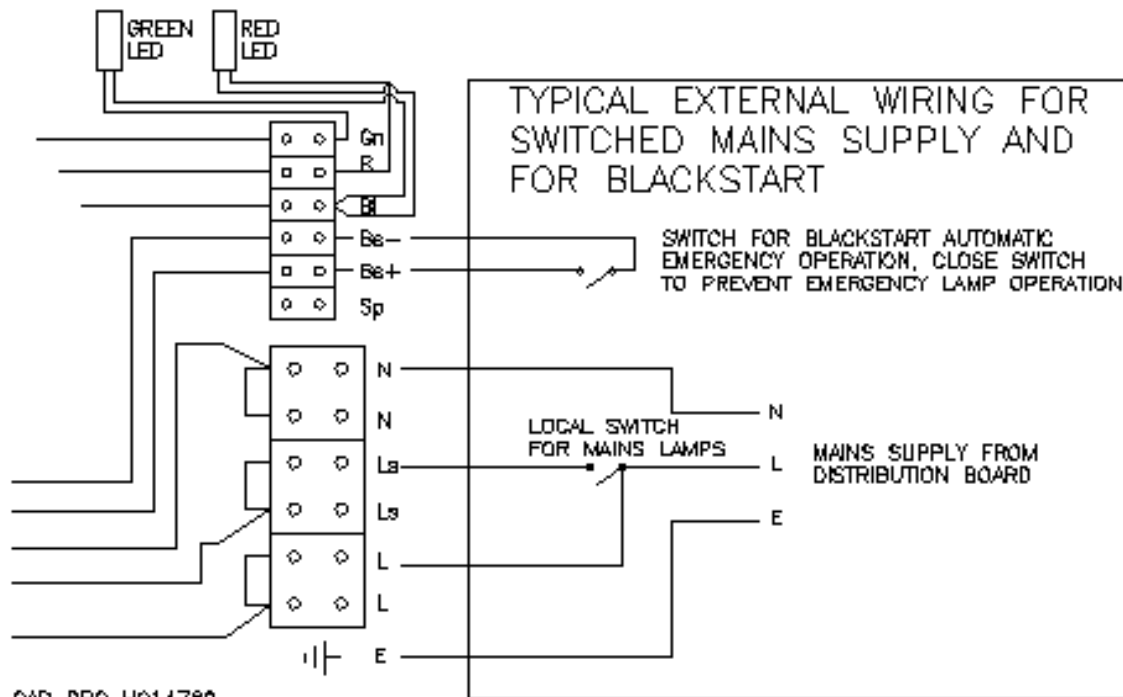 GREEN
LED
RED
LED
TYPICAL EXTERNAL WIRING FOR
SWITCHED MAINS SUPPLY AND
FOR BLACKSTART
Gn
R
Bl
Bs-
Bs+
Sp
SWITCH FOR BLACKSTART AUTOMATIC
EMERGENCY OPERATION, CLOSE SWITCH
TO PREVENT EMERGENCY LAMP OPERATION
N
N
Ls
Ls
L
L
E
LOCAL SWITCH
FOR MAINS LAMPS
N
L
E
MAINS SUPPLY FROM
DISTRIBUTION BOARD